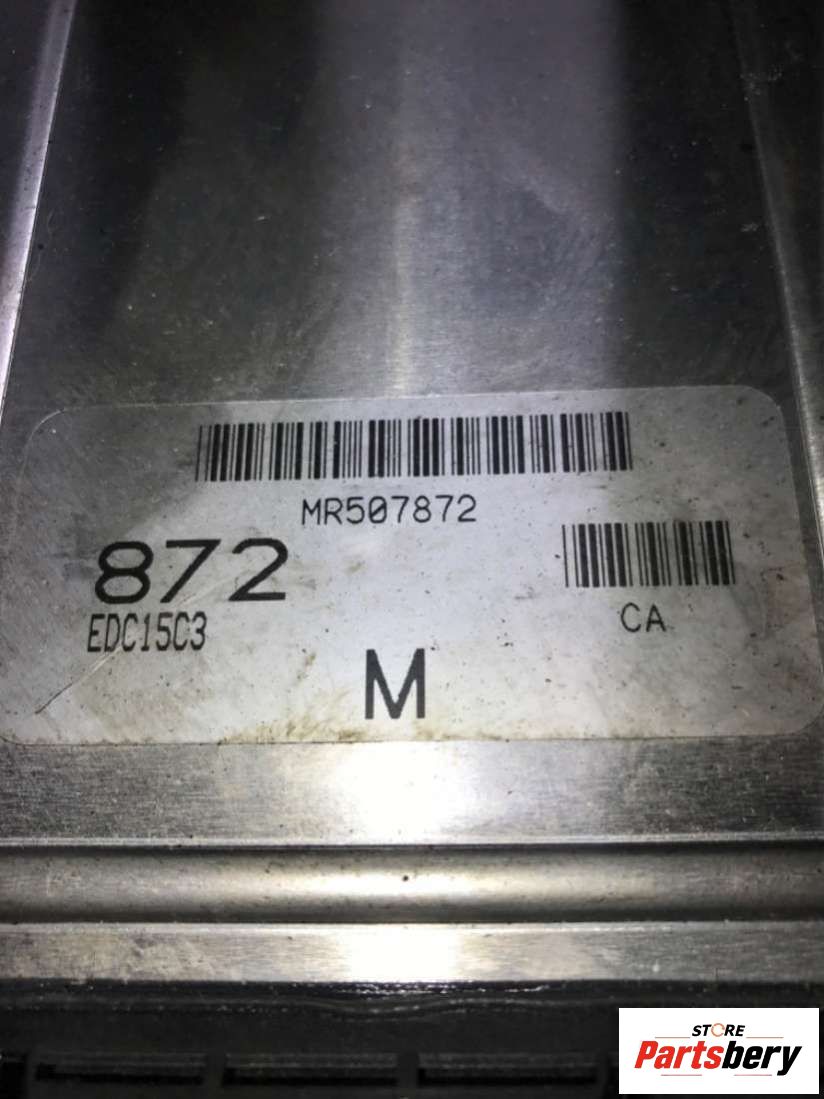 MR507872
872
EDC15C3
CA
M
STORE
Partsbery